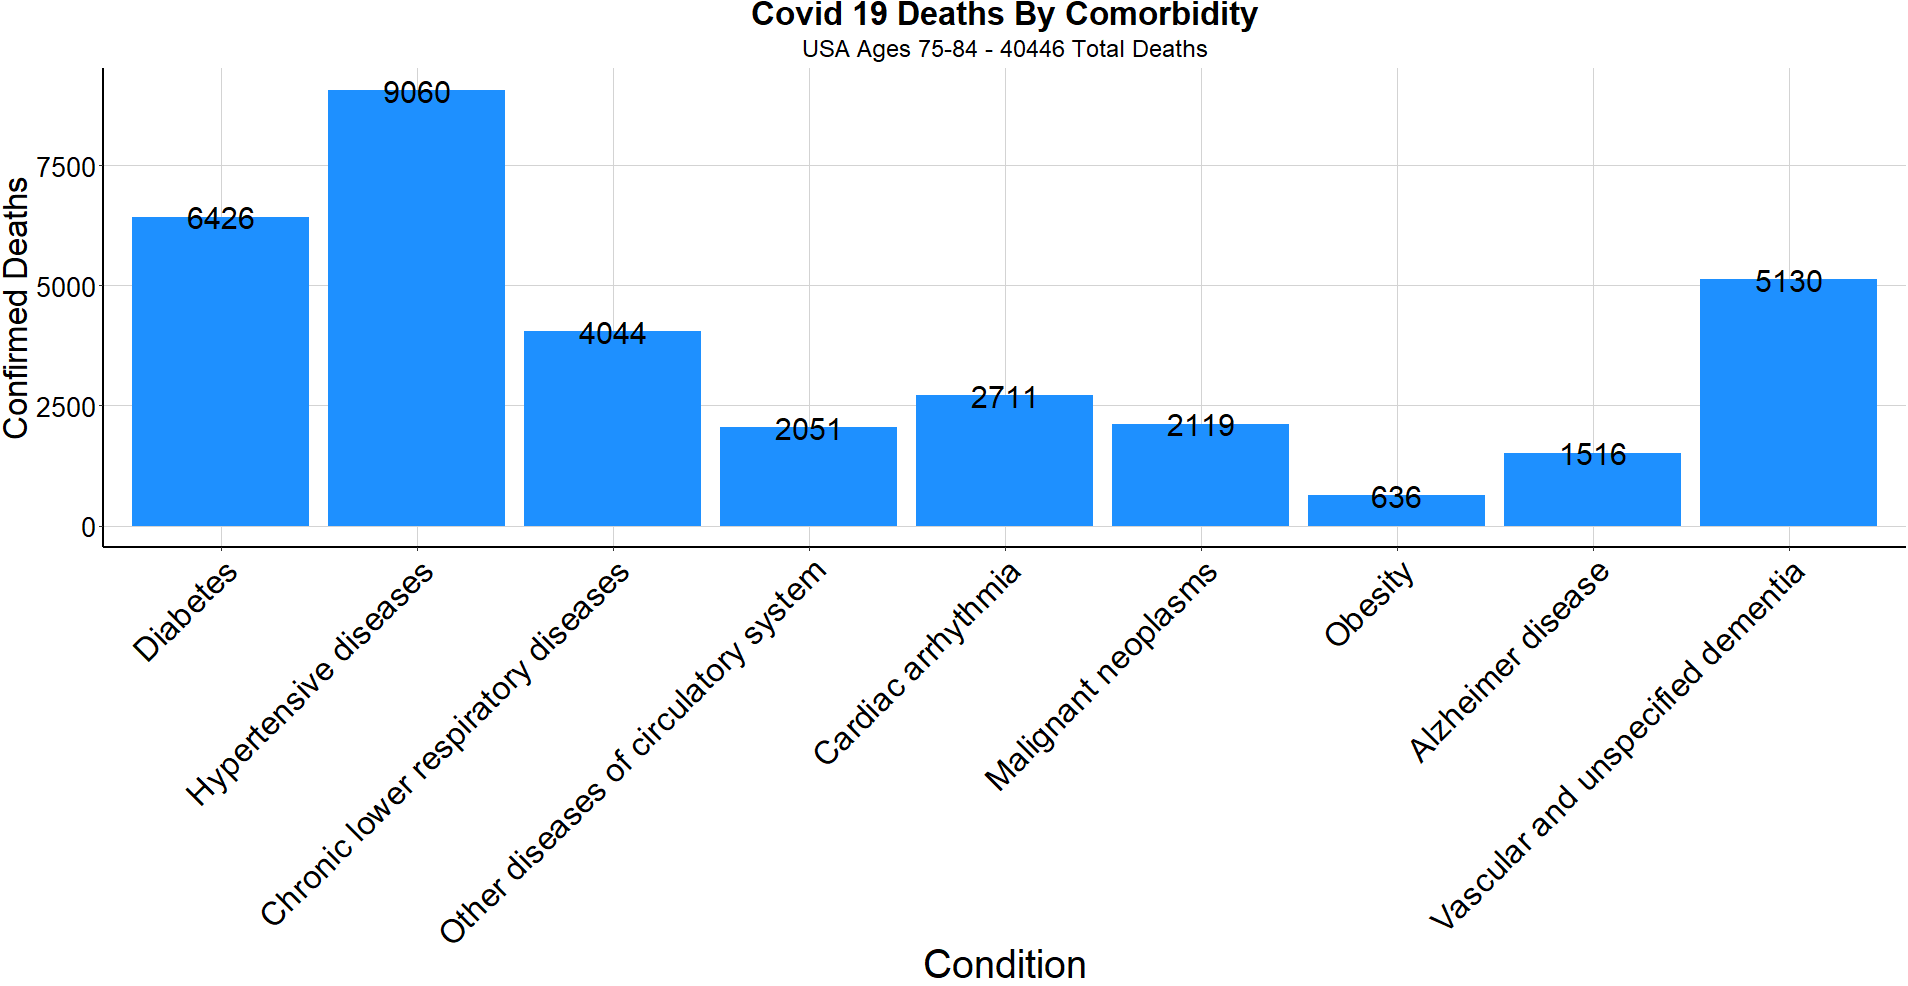 Covid 19 Deaths By Comorbidity
USA Ages 75-84 - 40446 Total Deaths
Confirmed Deaths
7500
5000
2500
0
6426
9060
4044
2051
2711
2119
636
1516
5130
Diabetes
Hypertensive diseases
Chronic lower respiratory diseases
Other diseases of circulatory system
Cardiac arrhythmia
Malignant neoplasms
Obesity
Alzheimer disease
Vascular and unspecified dementia
Condition